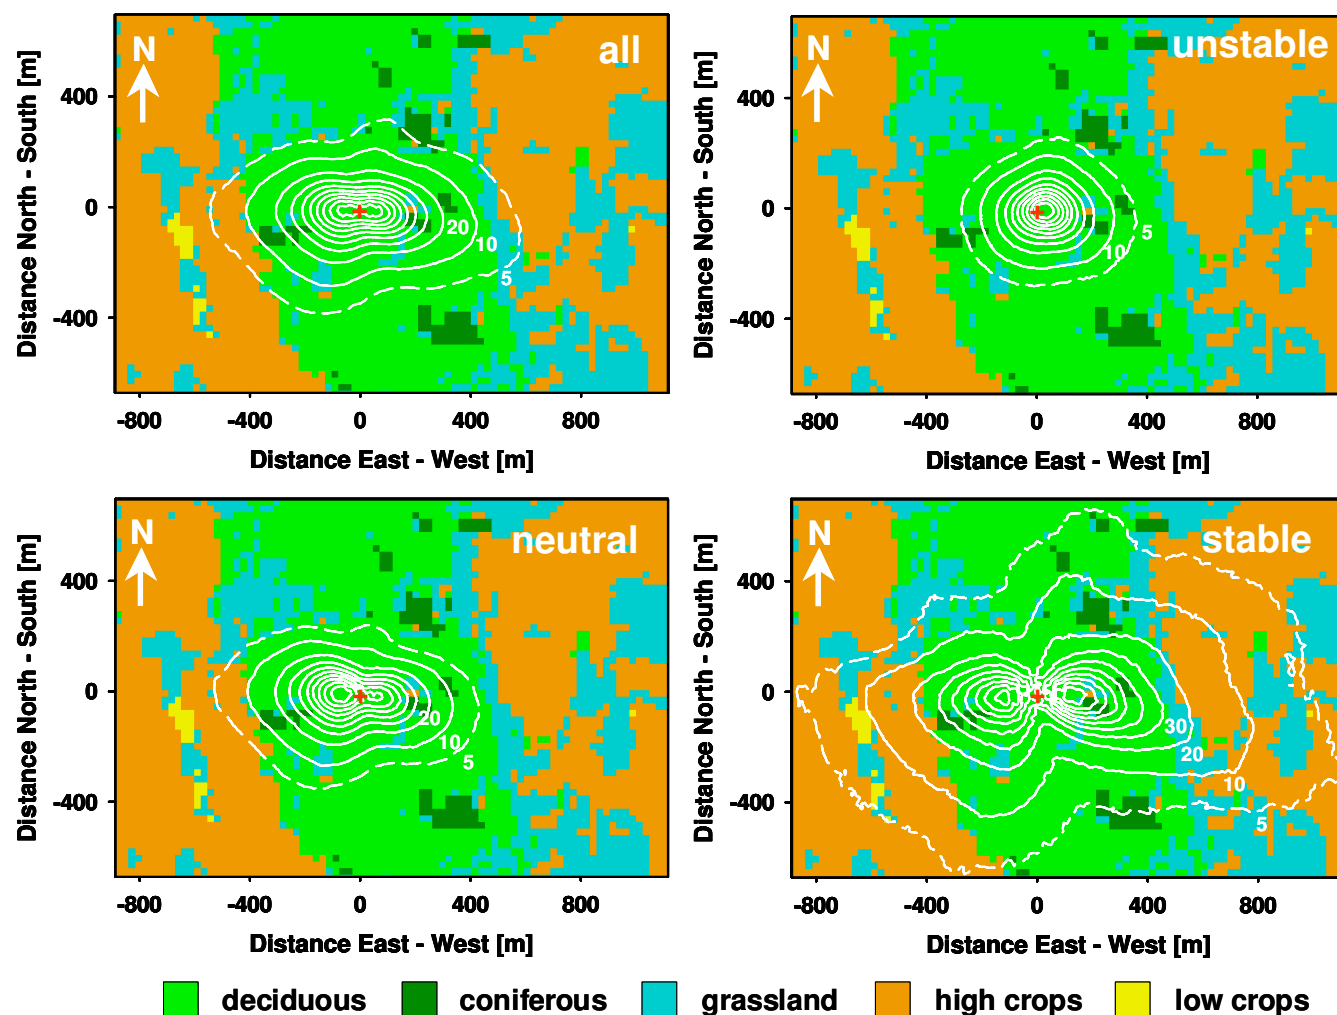 N
all
Distance North - South [m]
400
0
-400
20
10
5
-800
-400
0
400
800
Distance East - West [m]
N
unstable
Distance North - South [m]
400
0
-400
5
10
-800
-400
0
400
800
Distance East - West [m]
N
neutral
Distance North - South [m]
400
0
-400
20
10
5
-800
-400
0
400
800
Distance East - West [m]
N
stable
Distance North - South [m]
400
0
-400
30
20
10
5
-800
-400
0
400
800
Distance East - West [m]
deciduous
coniferous
grassland
high crops
low crops